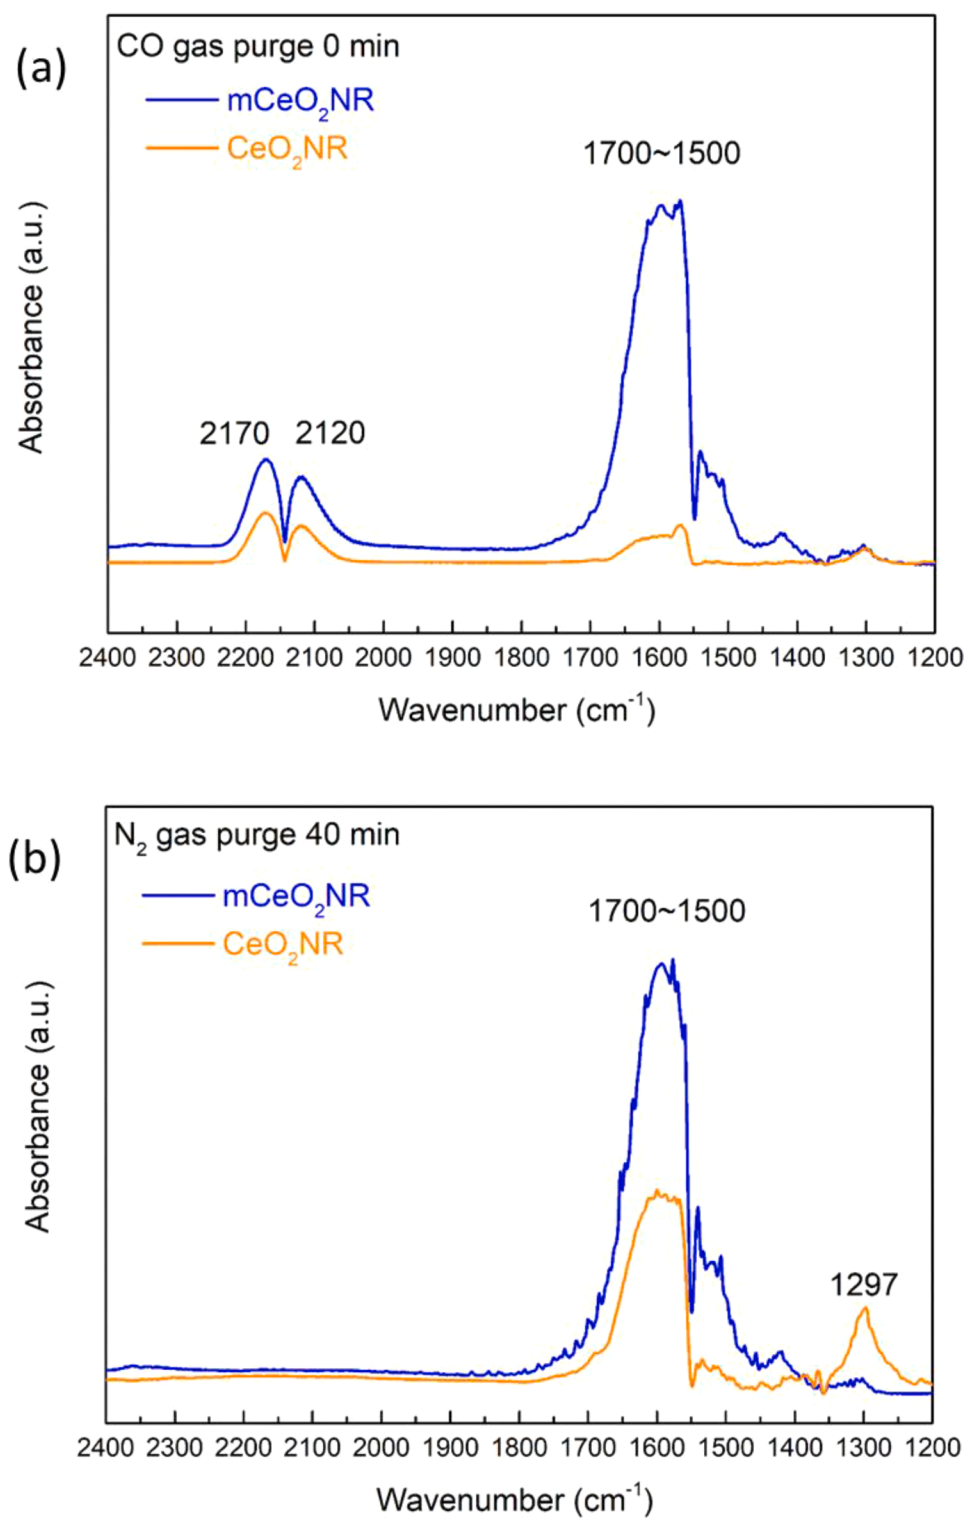 (a)
CO gas purge 0 min
mCeO₂NR
CeO₂NR
1700~1500
2170 2120
Absorbance (a.u.)
2400 2300 2200 2100 2000 1900 1800 1700 1600 1500 1400 1300 1200
Wavenumber (cm⁻¹)
(b)
N₂ gas purge 40 min
mCeO₂NR
CeO₂NR
1700~1500
1297
Absorbance (a.u.)
2400 2300 2200 2100 2000 1900 1800 1700 1600 1500 1400 1300 1200
Wavenumber (cm⁻¹)